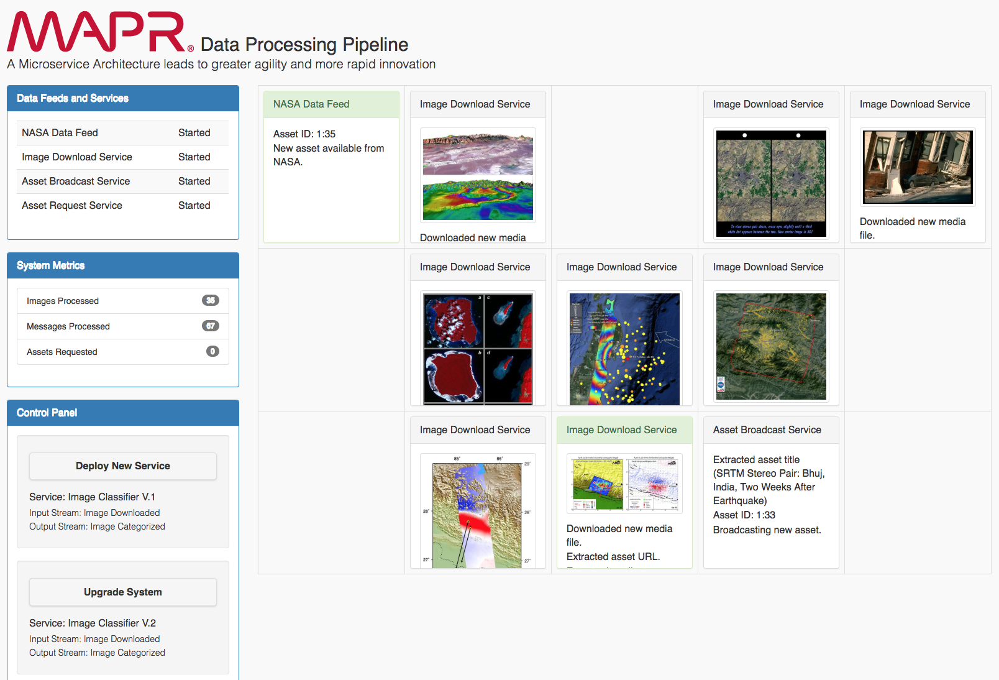 MAPR® Data Processing Pipeline
A Microservice Architecture leads to greater agility and more rapid innovation
Data Feeds and Services
NASA Data Feed Started
Image Download Service Started
Asset Broadcast Service Started
Asset Request Service Started
System Metrics
Images Processed 35
Messages Processed 67
Assets Requested 0
Control Panel
Deploy New Service
Service: Image Classifier V.1
Input Stream: Image Downloaded
Output Stream: Image Categorized
Upgrade System
Service: Image Classifier V.2
Input Stream: Image Downloaded
Output Stream: Image Categorized
NASA Data Feed
Asset ID: 1:35
New asset available from
NASA.
Image Download Service
Downloaded new media
Image Download Service
To view stereo pair above, cross eyes slightly until a third
white dot appears between the two. Now center image is 3D!
Image Download Service
Downloaded new media
file.
Image Download Service
a c
b d
Image Download Service
Image Download Service
Image Download Service
85° 86°
29°
28° 28°
27° 27°
Image Download Service
Downloaded new media
file.
Extracted asset URL.
Asset Broadcast Service
Extracted asset title
(SRTM Stereo Pair: Bhuj,
India, Two Weeks After
Earthquake)
Asset ID: 1:33
Broadcasting new asset.